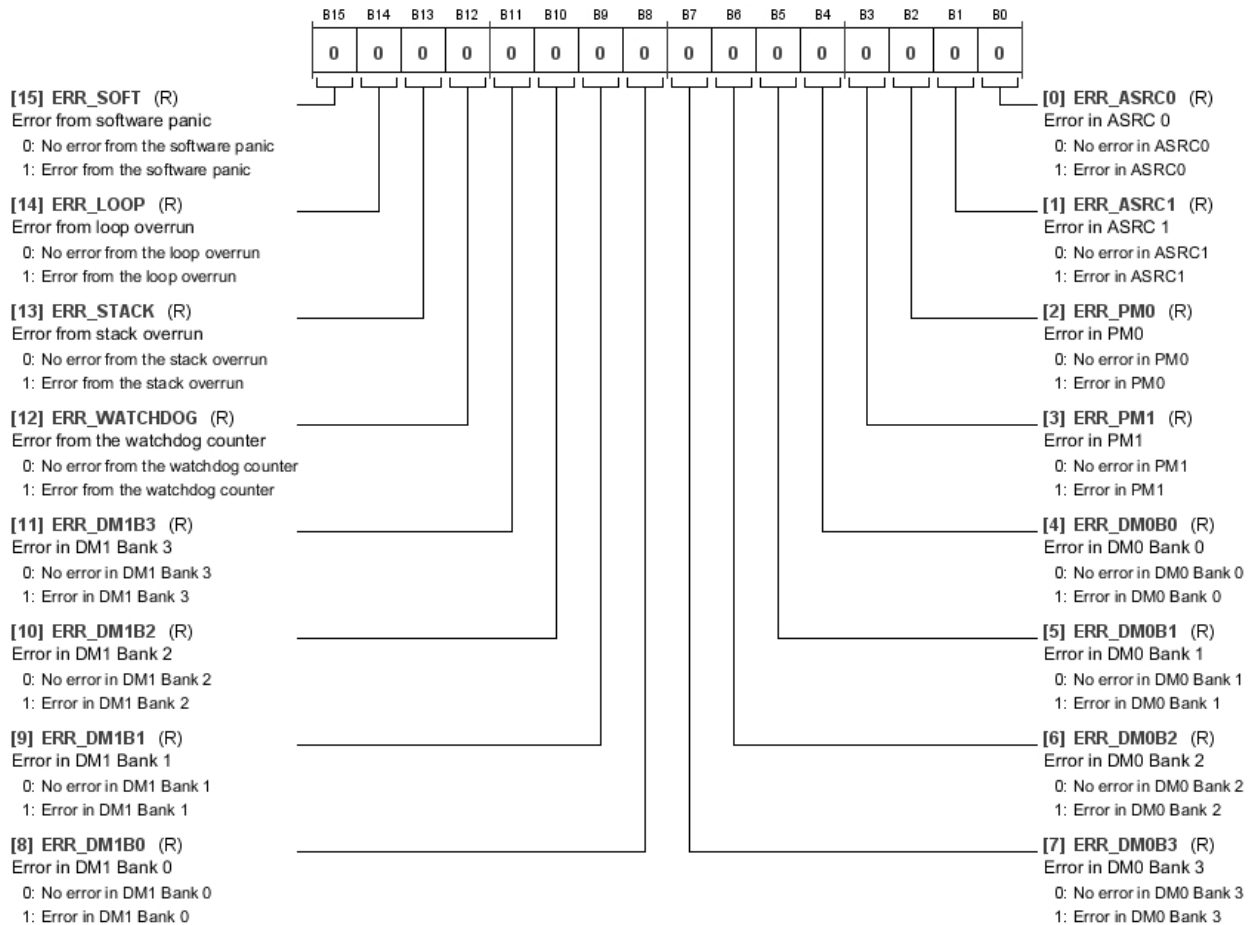 B15 B14 B13 B12 B11 B10 B9 B8 B7 B6 B5 B4 B3 B2 B1 B0
0 0 0 0 0 0 0 0 0 0 0 0 0 0 0 0
[15] ERR_SOFT (R)
Error from software panic
0: No error from the software panic
1: Error from the software panic
[14] ERR_LOOP (R)
Error from loop overrun
0: No error from the loop overrun
1: Error from the loop overrun
[13] ERR_STACK (R)
Error from stack overrun
0: No error from the stack overrun
1: Error from the stack overrun
[12] ERR_WATCHDOG (R)
Error from the watchdog counter
0: No error from the watchdog counter
1: Error from the watchdog counter
[11] ERR_DM1B3 (R)
Error in DM1 Bank 3
0: No error in DM1 Bank 3
1: Error in DM1 Bank 3
[10] ERR_DM1B2 (R)
Error in DM1 Bank 2
0: No error in DM1 Bank 2
1: Error in DM1 Bank 2
[9] ERR_DM1B1 (R)
Error in DM1 Bank 1
0: No error in DM1 Bank 1
1: Error in DM1 Bank 1
[8] ERR_DM1B0 (R)
Error in DM1 Bank 0
0: No error in DM1 Bank 0
1: Error in DM1 Bank 0
[0] ERR_ASRC0 (R)
Error in ASRC 0
0: No error in ASRC0
1: Error in ASRC0
[1] ERR_ASRC1 (R)
Error in ASRC 1
0: No error in ASRC1
1: Error in ASRC1
[2] ERR_PM0 (R)
Error in PM0
0: No error in PM0
1: Error in PM0
[3] ERR_PM1 (R)
Error in PM1
0: No error in PM1
1: Error in PM1
[4] ERR_DM0B0 (R)
Error in DM0 Bank 0
0: No error in DM0 Bank 0
1: Error in DM0 Bank 0
[5] ERR_DM0B1 (R)
Error in DM0 Bank 1
0: No error in DM0 Bank 1
1: Error in DM0 Bank 1
[6] ERR_DM0B2 (R)
Error in DM0 Bank 2
0: No error in DM0 Bank 2
1: Error in DM0 Bank 2
[7] ERR_DM0B3 (R)
Error in DM0 Bank 3
0: No error in DM0 Bank 3
1: Error in DM0 Bank 3